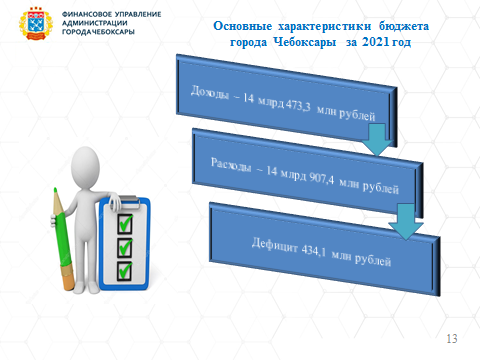 ФИНАНСОВОЕ УПРАВЛЕНИЕ
АДМИНИСТРАЦИИ
ГОРОДА ЧЕБОКСАРЫ
Основные характеристики бюджета
города Чебоксары за 2021 год
Доходы – 14 млрд 473,3 млн рублей
Расходы – 14 млрд 907,4 млн рублей
Дефицит 434,1 млн рублей
13